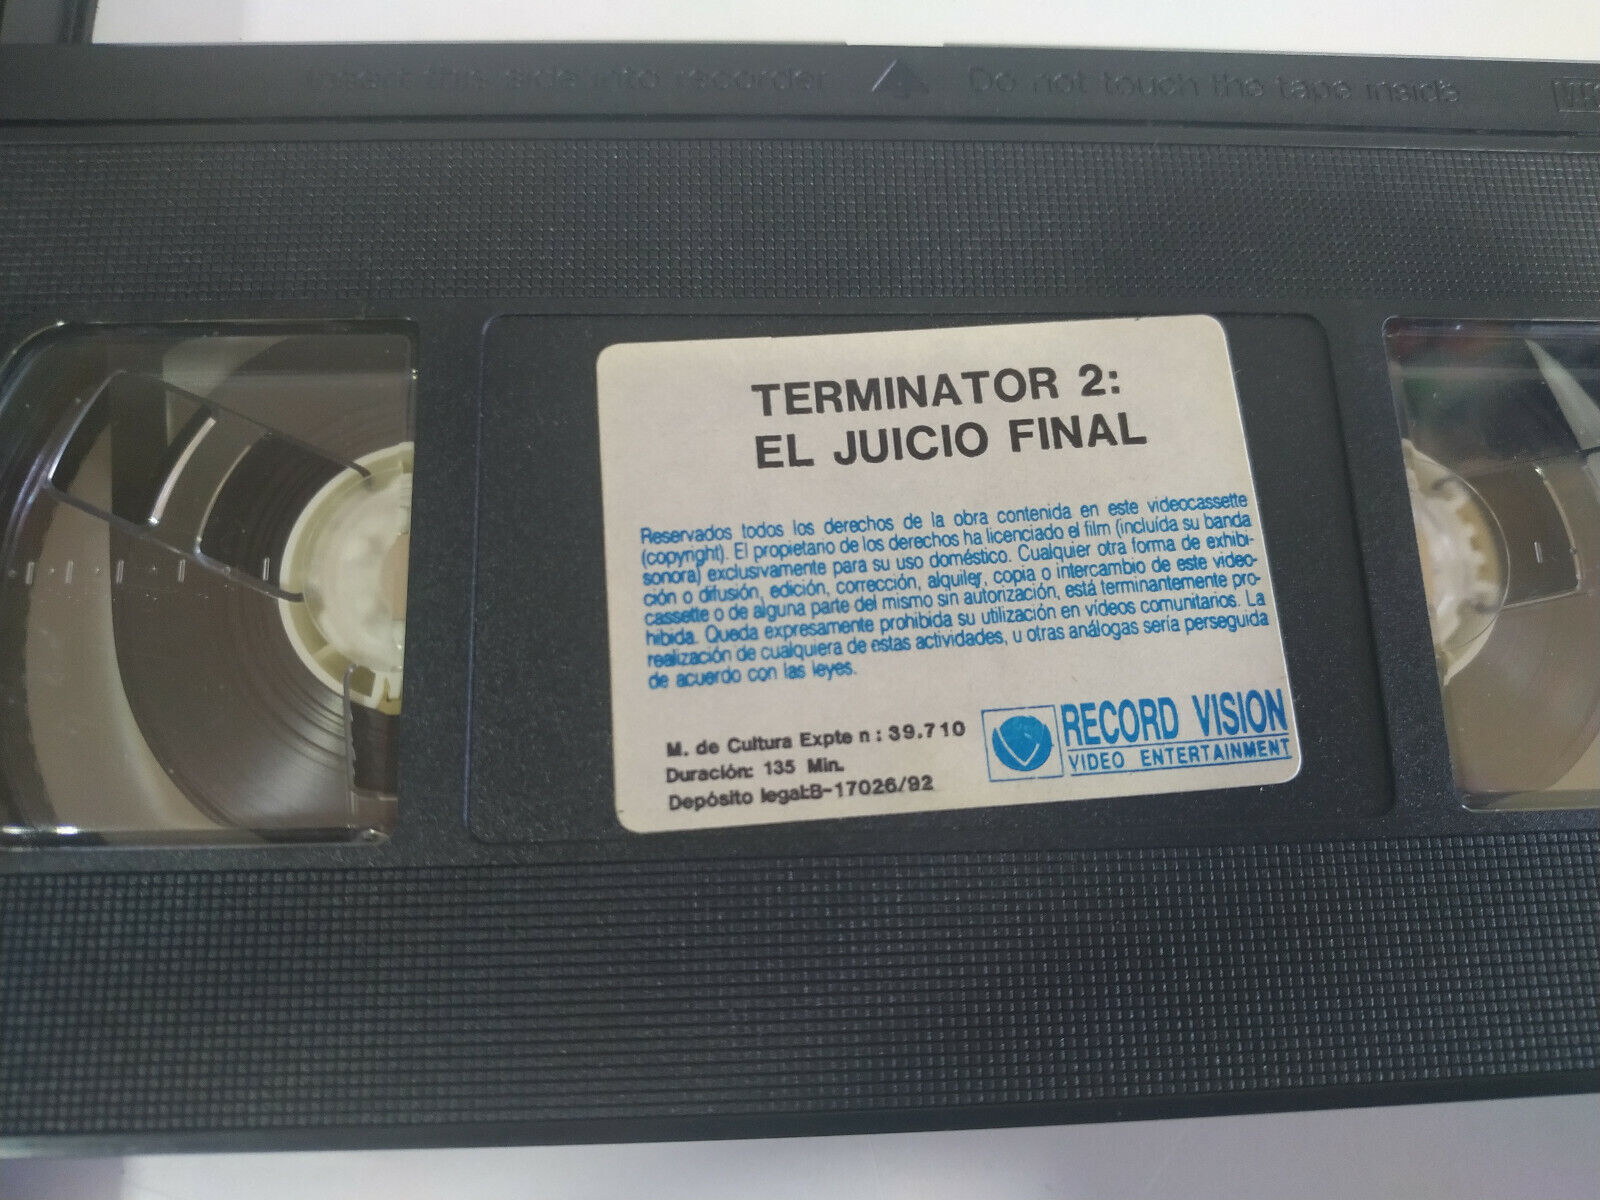 Insert this side into recorder Do not touch the tape inside
TERMINATOR 2:
EL JUICIO FINAL
Reservados todos los derechos de la obra contenida en este videocassette
(copyright). El propietano de los derechos ha licenciado el film (incluída su banda
sonora) exclusivamente para su uso doméstico. Cualquier otra forma de exhibi-
ción o difusión, edición, corrección, alquiler, copia o intercambio de este video-
cassette o de alguna parte del mismo sin autorización, está terminantemente pro-
hibida. Queda expresamente prohibida su utilización en vídeos comunitarios. La
realización de cualquiera de estas actividades, u otras análogas sería perseguida
de acuerdo con las leyes.
M. de Cultura Expte n : 39.710
Duración: 135 Min.
Depósito legal:B-17026/92
RECORD VISION
VIDEO ENTERTAINMENT